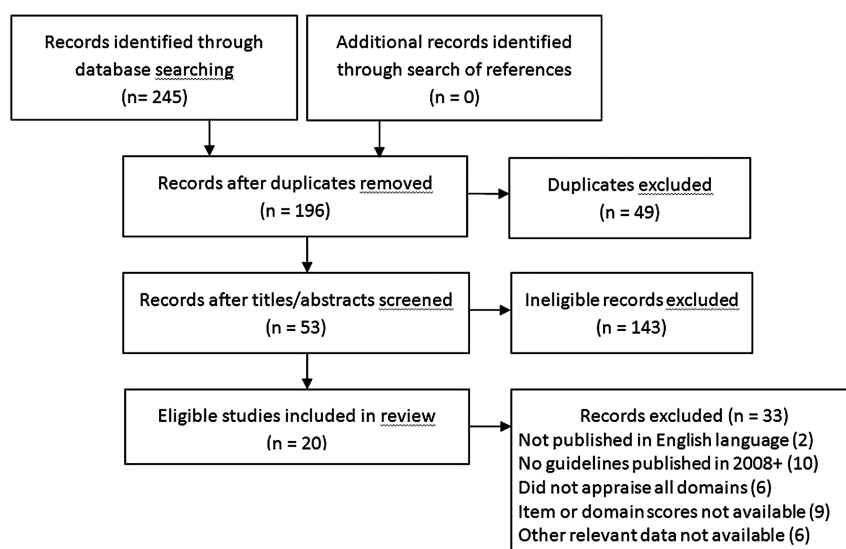 Records identified through
database searching
(n= 245)
Additional records identified
through search of references
(n = 0)
Records after duplicates removed
(n = 196)
Duplicates excluded
(n = 49)
Records after titles/abstracts screened
(n = 53)
Ineligible records excluded
(n = 143)
Eligible studies included in review
(n = 20)
Records excluded (n = 33)
Not published in English language (2)
No guidelines published in 2008+ (10)
Did not appraise all domains (6)
Item or domain scores not available (9)
Other relevant data not available (6)